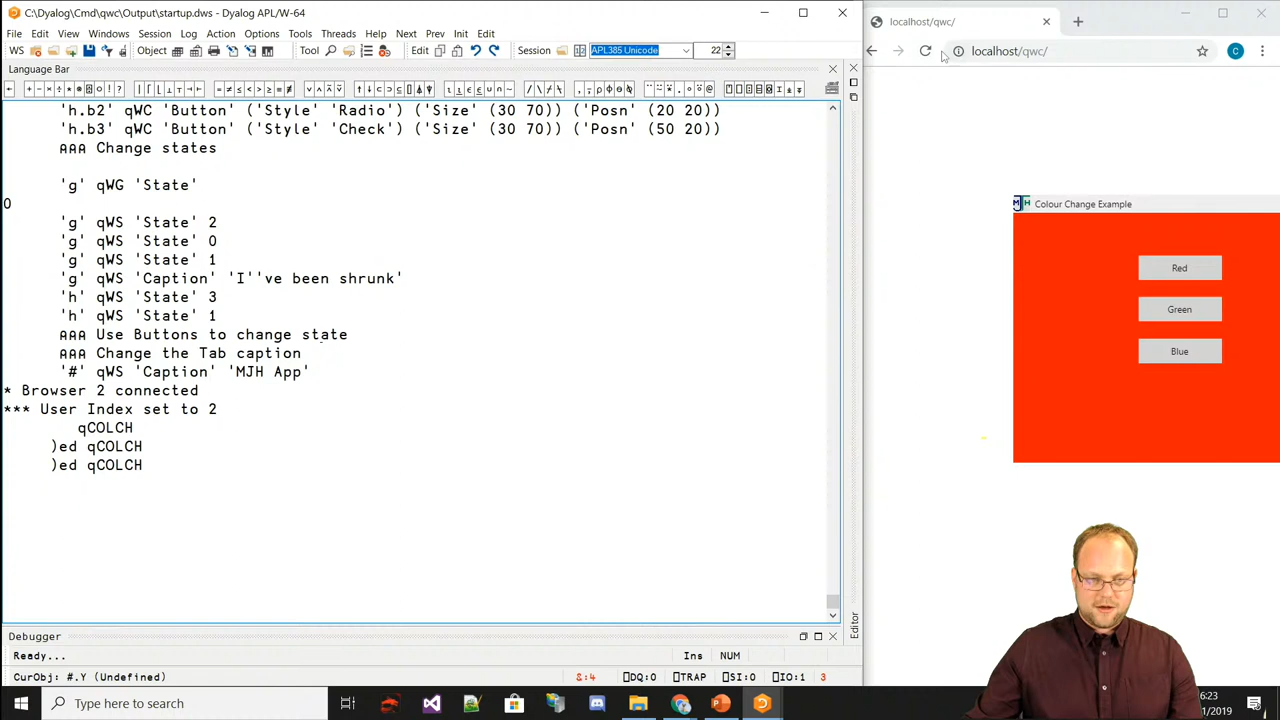 C:\Dyalog\Cmd\qwc\Output\startup.dws - Dyalog APL/W-64
File Edit View Windows Session Log Action Options Tools Threads Help Next Prev Init Edit
WS Object Tool Edit Session APL385 Unicode 22
Language Bar
'h.b2' qWC 'Button' ('Style' 'Radio') ('Size' (30 70)) ('Posn' (20 20))
'h.b3' qWC 'Button' ('Style' 'Check') ('Size' (30 70)) ('Posn' (50 20))
⍝⍝⍝ Change states
'g' qWG 'State'
0
'g' qWS 'State' 2
'g' qWS 'State' 0
'g' qWS 'State' 1
'g' qWS 'Caption' 'I''ve been shrunk'
'h' qWS 'State' 3
'h' qWS 'State' 1
⍝⍝⍝ Use Buttons to change state
⍝⍝⍝ Change the Tab caption
'#' qWS 'Caption' 'MJH App'
* Browser 2 connected
*** User Index set to 2
qCOLCH
)ed qCOLCH
)ed qCOLCH
Editor
Debugger
Ready... Ins NUM
CurObj: #.Y (Undefined) &:4 ⎕DQ:0 ⎕TRAP ⎕SI:0 ⎕IO:1 3
localhost/qwc/
localhost/qwc/
C
MJH Colour Change Example
Red
Green
Blue
Type here to search
6:23
/2019